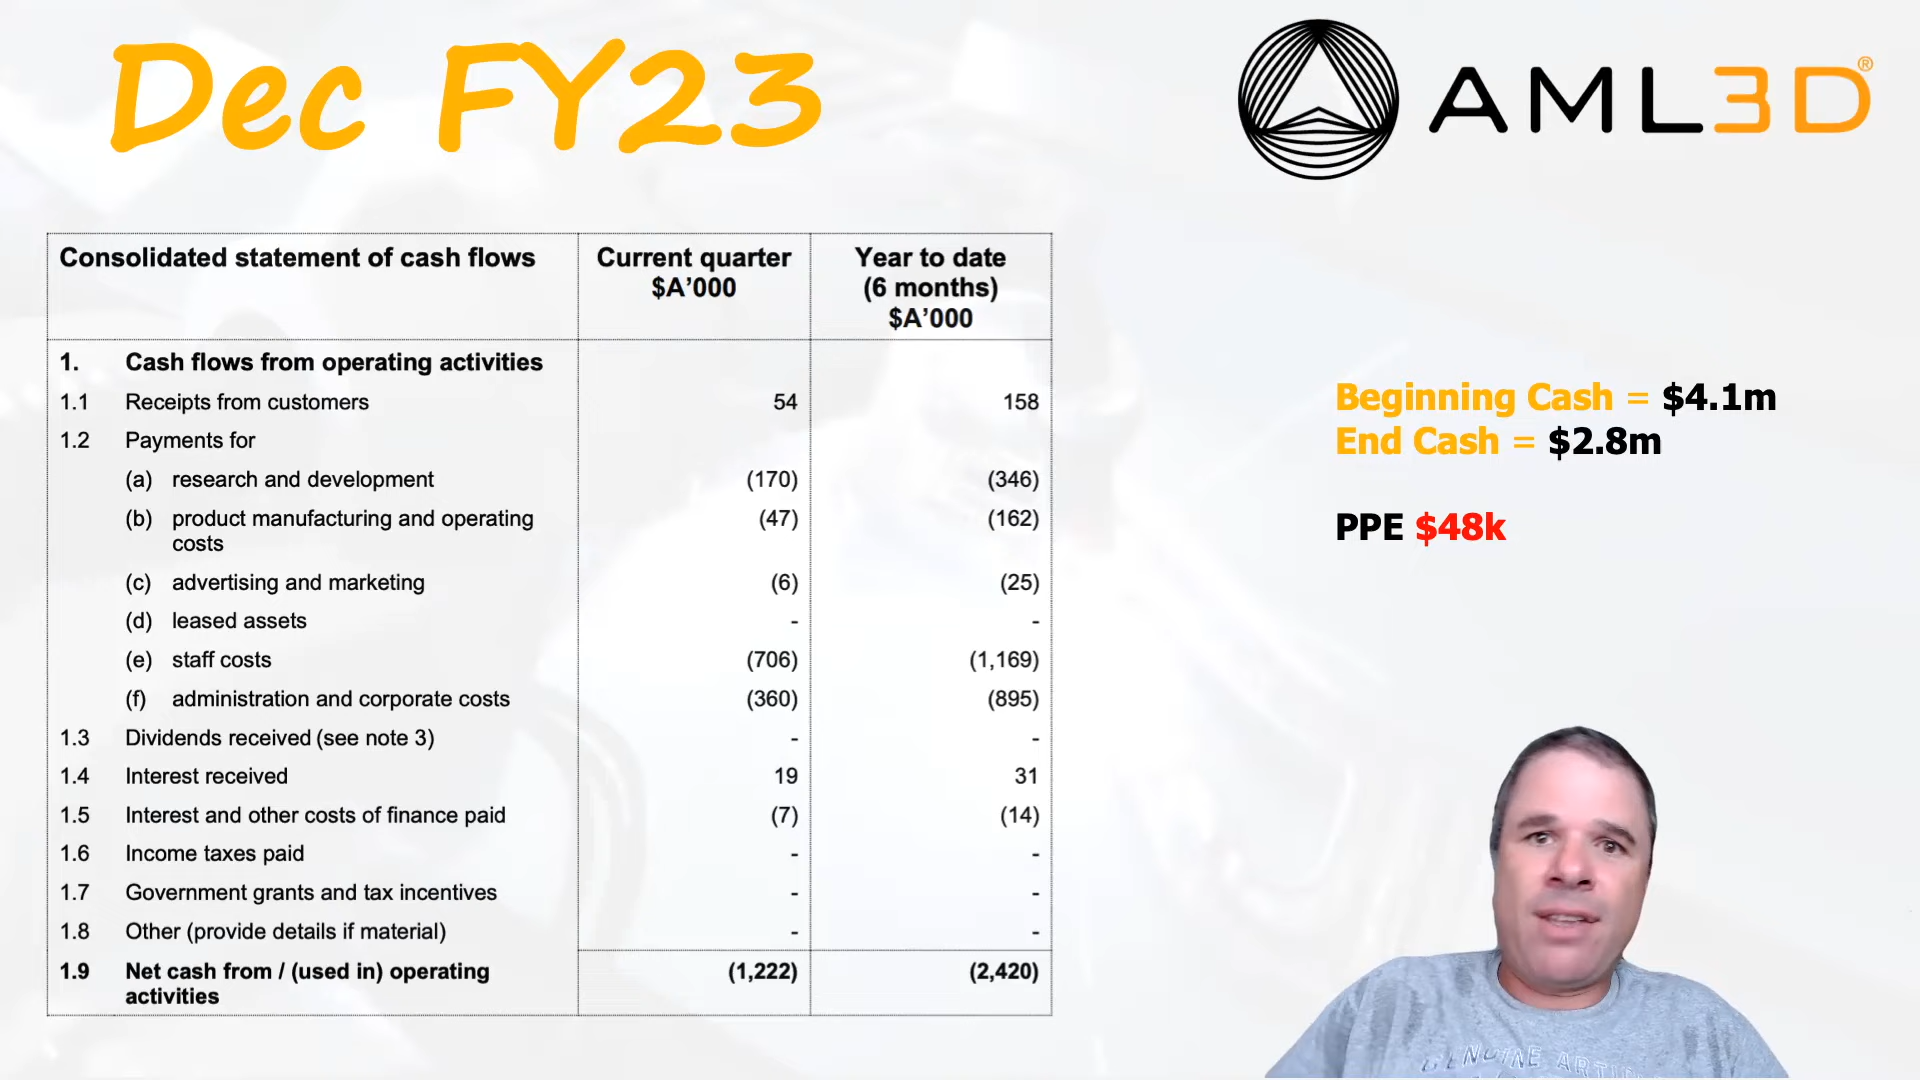 Dec FY23
AML3D®
Consolidated statement of cash flows
Current quarter
$A’000
Year to date
(6 months)
$A’000
1. Cash flows from operating activities
1.1 Receipts from customers 54 158
1.2 Payments for
(a) research and development (170) (346)
(b) product manufacturing and operating
costs (47) (162)
(c) advertising and marketing (6) (25)
(d) leased assets - -
(e) staff costs (706) (1,169)
(f) administration and corporate costs (360) (895)
1.3 Dividends received (see note 3) - -
1.4 Interest received 19 31
1.5 Interest and other costs of finance paid (7) (14)
1.6 Income taxes paid - -
1.7 Government grants and tax incentives - -
1.8 Other (provide details if material) - -
1.9 Net cash from / (used in) operating
activities (1,222) (2,420)
Beginning Cash = $4.1m
End Cash = $2.8m
PPE $48k
GENUINE